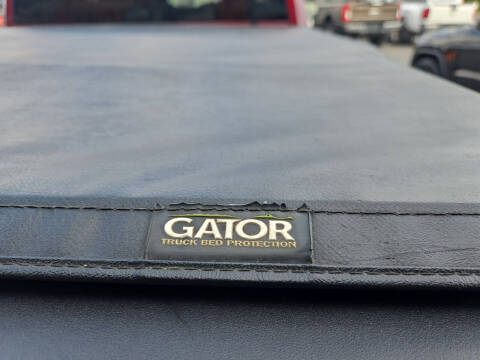 GATOR
TRUCK BED PROTECTION